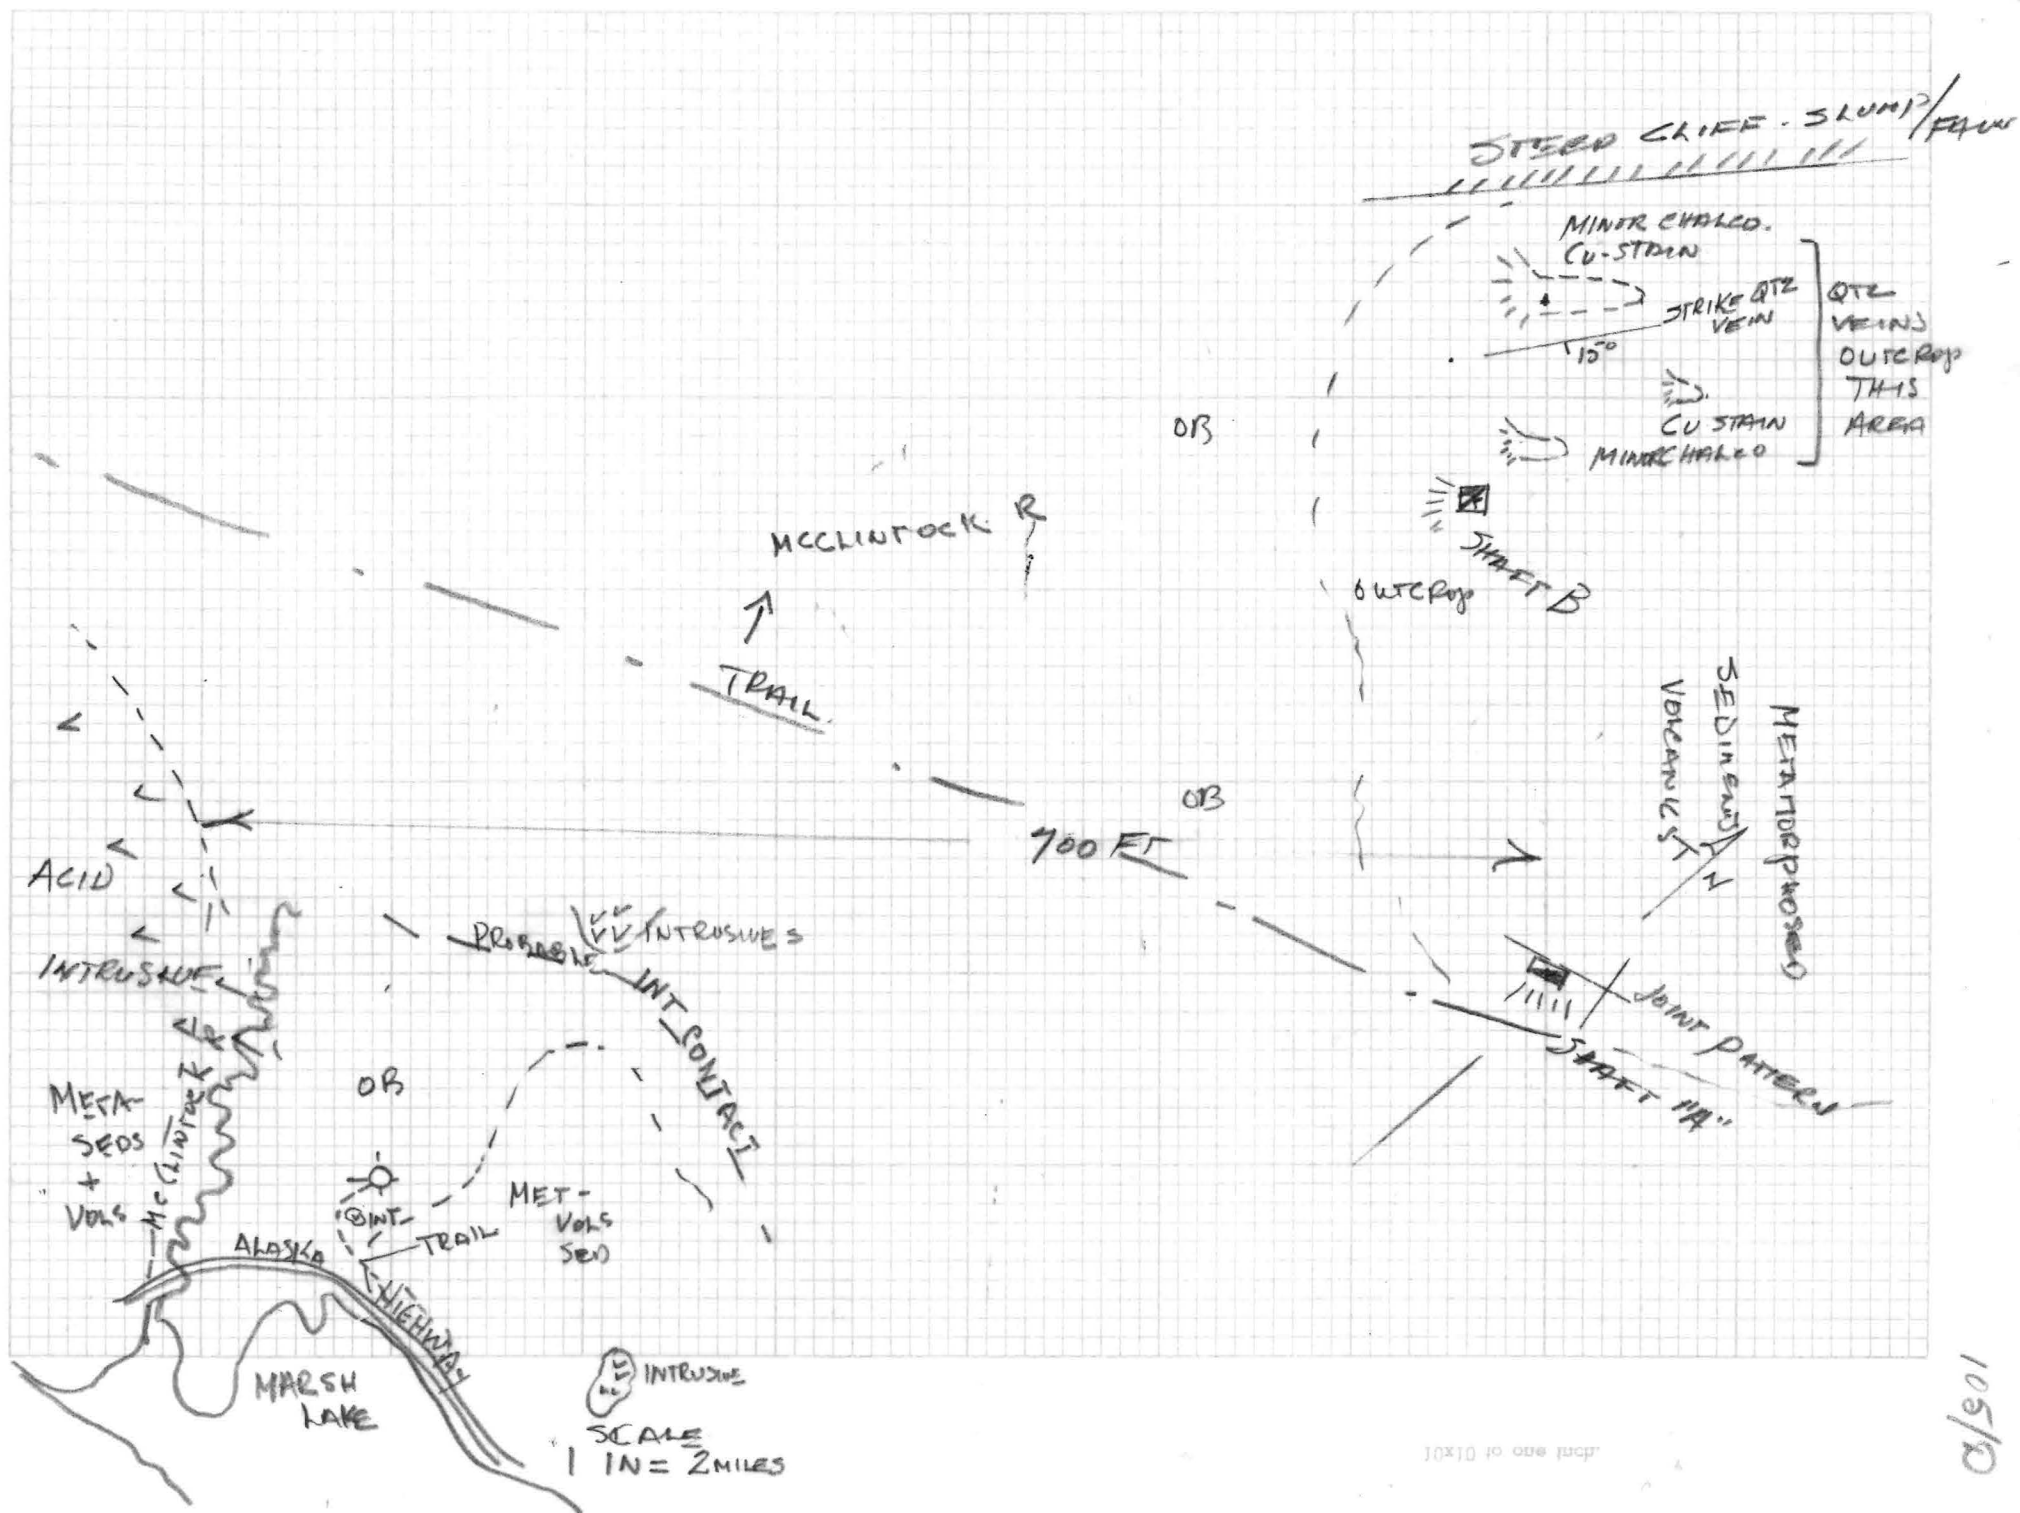 STEEP CLIFF - SLUMP/
MINOR CHALCO.
CU-STAIN
STRIKE QTZ
VEIN
15°
QTZ
VEINS
OUTCROP
THIS
AREA
CU STAIN
MINOR CHALCO
OB
MCCLINTOCK R
SHAFT B
OUTCROP
TRAIL
OB
700 FT
METAMORPHOSED
SEDIMENTS
VOLCANICS
N
JOINT PATTERN
SHAFT "A"
ACID
INTRUSIVE
PROBABLE INT CONTACT
INTRUSIVES
OB
META-
SEDS
+
VOLS
McCLINTOCK R
INT-
TRAIL
MET-
VOLS
SED
ALASKA HIGHWAY
MARSH
LAKE
INTRUSIVE
SCALE
1 IN = 2 MILES
10x10 to one inch.